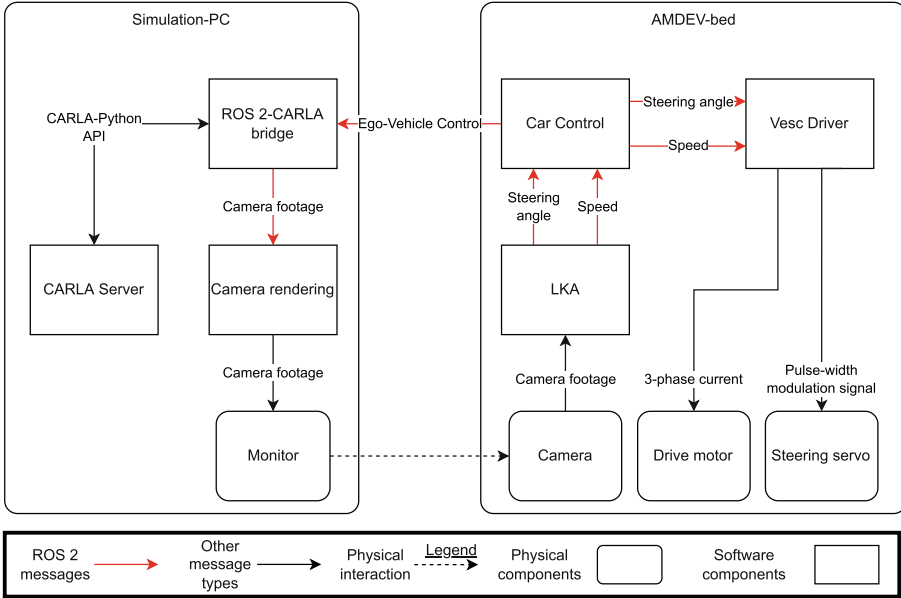 Simulation-PC
AMDEV-bed
CARLA-Python
API
ROS 2-CARLA
bridge
Ego-Vehicle Control
Car Control
Steering angle
Speed
Vesc Driver
Camera footage
Steering
angle
Speed
CARLA Server
Camera rendering
LKA
Camera footage
Camera footage
3-phase current
Pulse-width
modulation signal
Monitor
Camera
Drive motor
Steering servo
Legend
ROS 2
messages
Other
message
types
Physical
interaction
Physical
components
Software
components